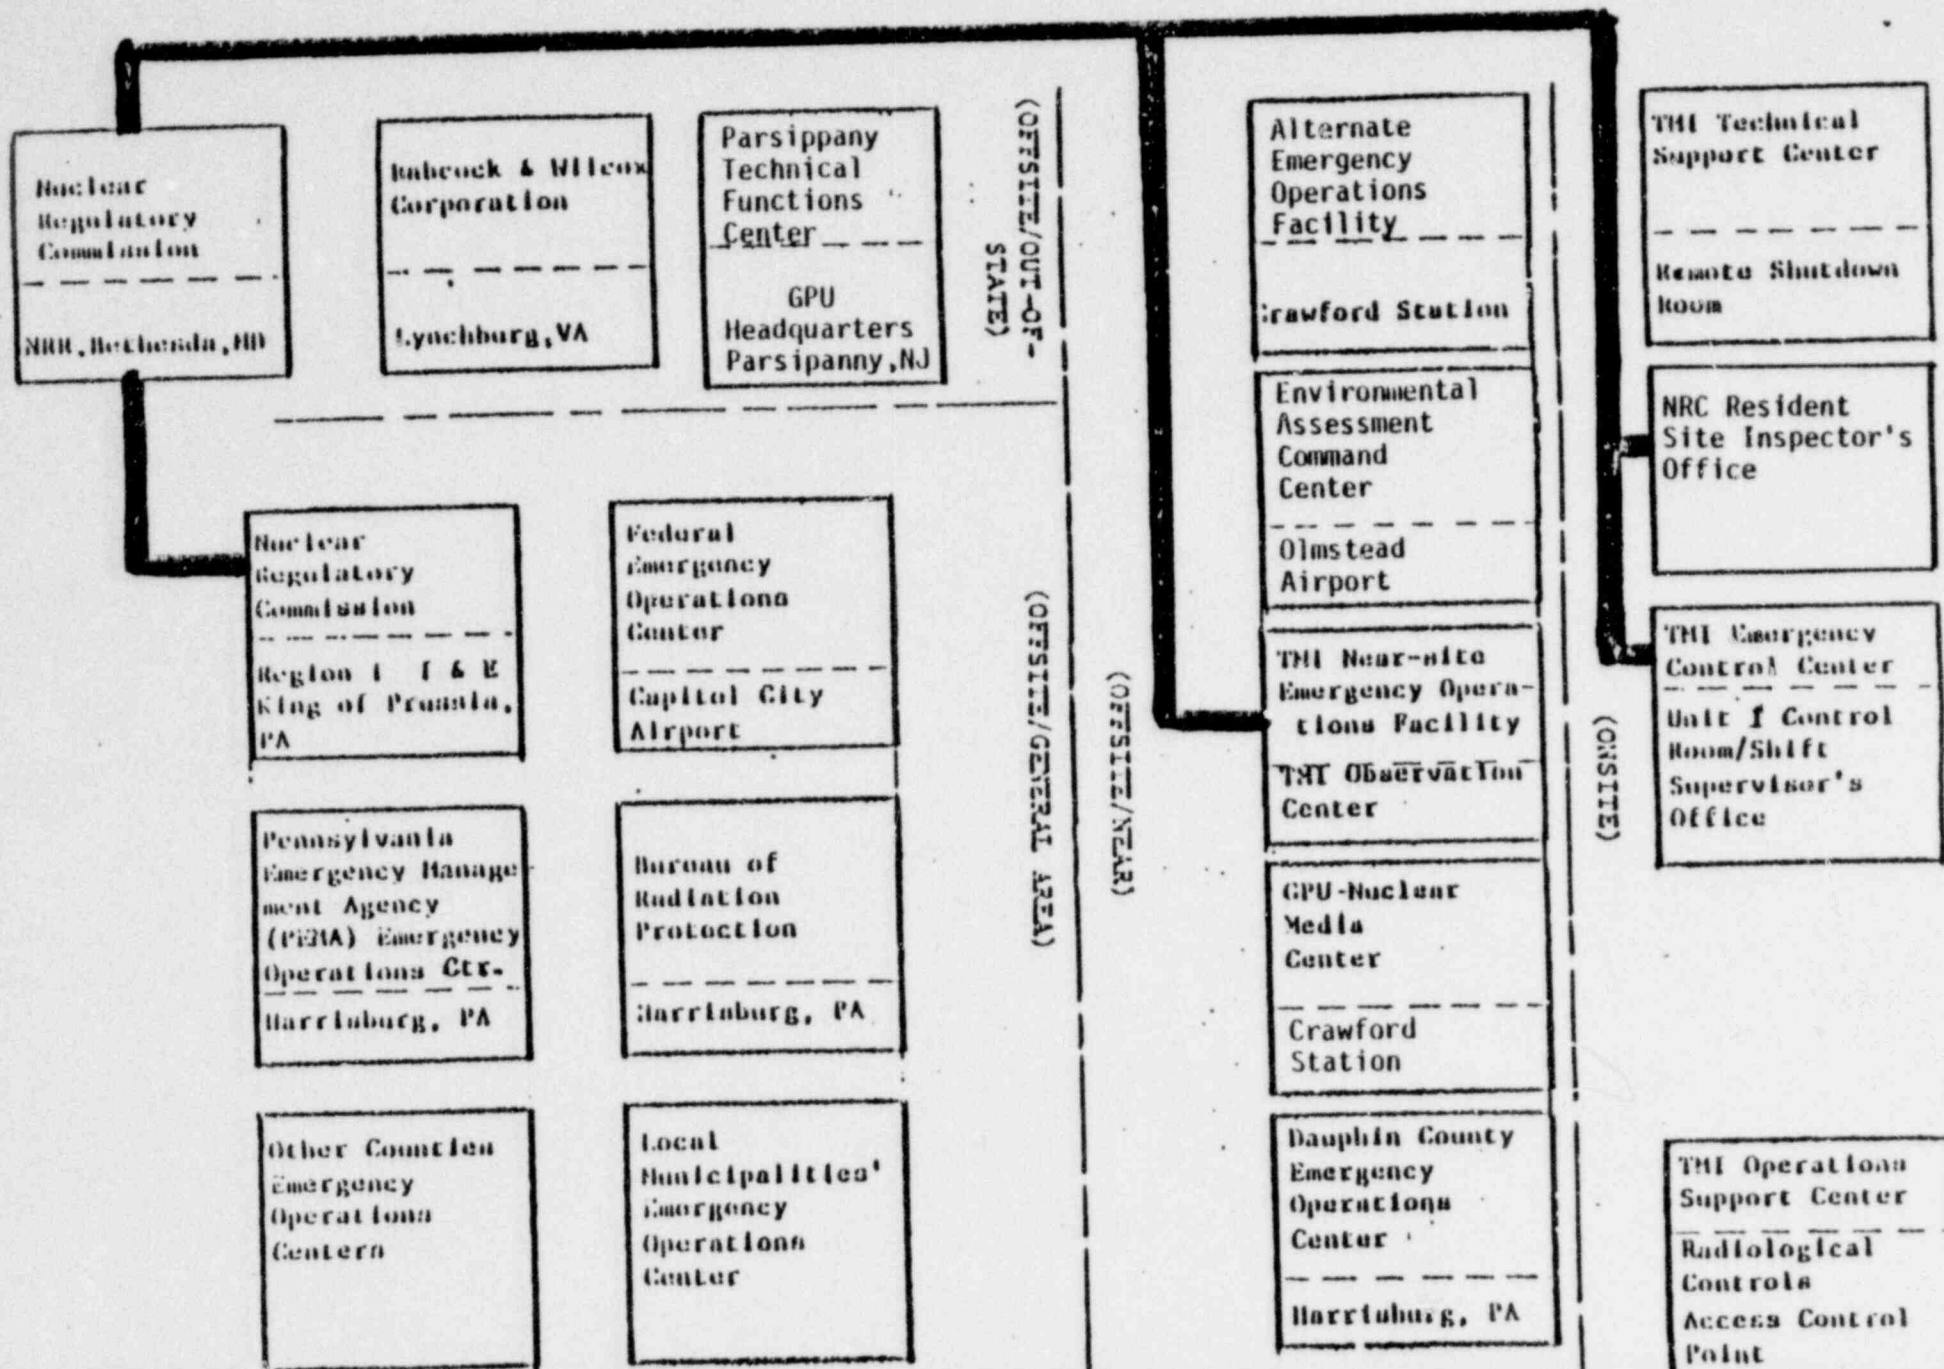 Nuclear
Regulatory
Commission
NRR, Bethesda, MD
Babcock & Wilcox
Corporation
Lynchburg, VA
Parsippany
Technical
Functions
Center
GPU
Headquarters
Parsipanny, NJ
(OFFSITE/OUT-OF-
STATE)
Nuclear
Regulatory
Commission
Region I I & E
King of Prussia,
PA
Federal
Emergency
Operations
Center
Capitol City
Airport
Pennsylvania
Emergency Manage-
ment Agency
(PEMA) Emergency
Operations Ctr.
Harrisburg, PA
Bureau of
Radiation
Protection
Harrisburg, PA
Other Counties
Emergency
Operations
Centers
Local
Municipalities'
Emergency
Operations
Center
(OFFSITE/GENERAL AREA)
(OFFSITE/NEAR)
Alternate
Emergency
Operations
Facility
Crawford Station
Environmental
Assessment
Command
Center
Olmstead
Airport
TMI Near-site
Emergency Opera-
tions Facility
TMI Observation
Center
GPU-Nuclear
Media
Center
Crawford
Station
Dauphin County
Emergency
Operations
Center
Harrisburg, PA
(ONSITE)
TMI Technical
Support Center
Remote Shutdown
Room
NRC Resident
Site Inspector's
Office
TMI Emergency
Control Center
Unit I Control
Room/Shift
Supervisor's
Office
TMI Operations
Support Center
Radiological
Controls
Access Control
Point